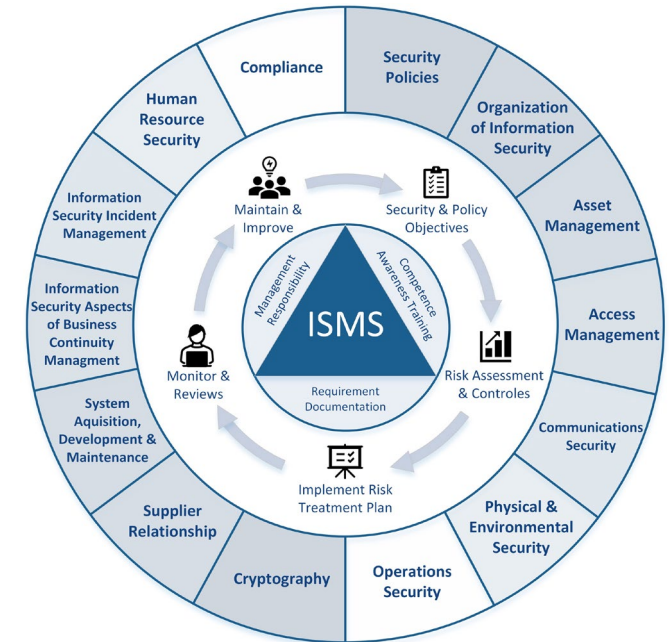 Compliance
Security
Policies
Organization
of Information
Security
Asset
Management
Access
Management
Communications
Security
Physical &
Environmental
Security
Operations
Security
Cryptography
Supplier
Relationship
System
Aquisition,
Development &
Maintenance
Information
Security Aspects
of Business
Continuity
Managment
Information
Security Incident
Management
Human
Resource
Security
Maintain &
Improve
Security & Policy
Objectives
Risk Assessment
& Controles
Implement Risk
Treatment Plan
Monitor &
Reviews
Management
Responsibility
Competence
Awareness Training
ISMS
Requirement
Documentation